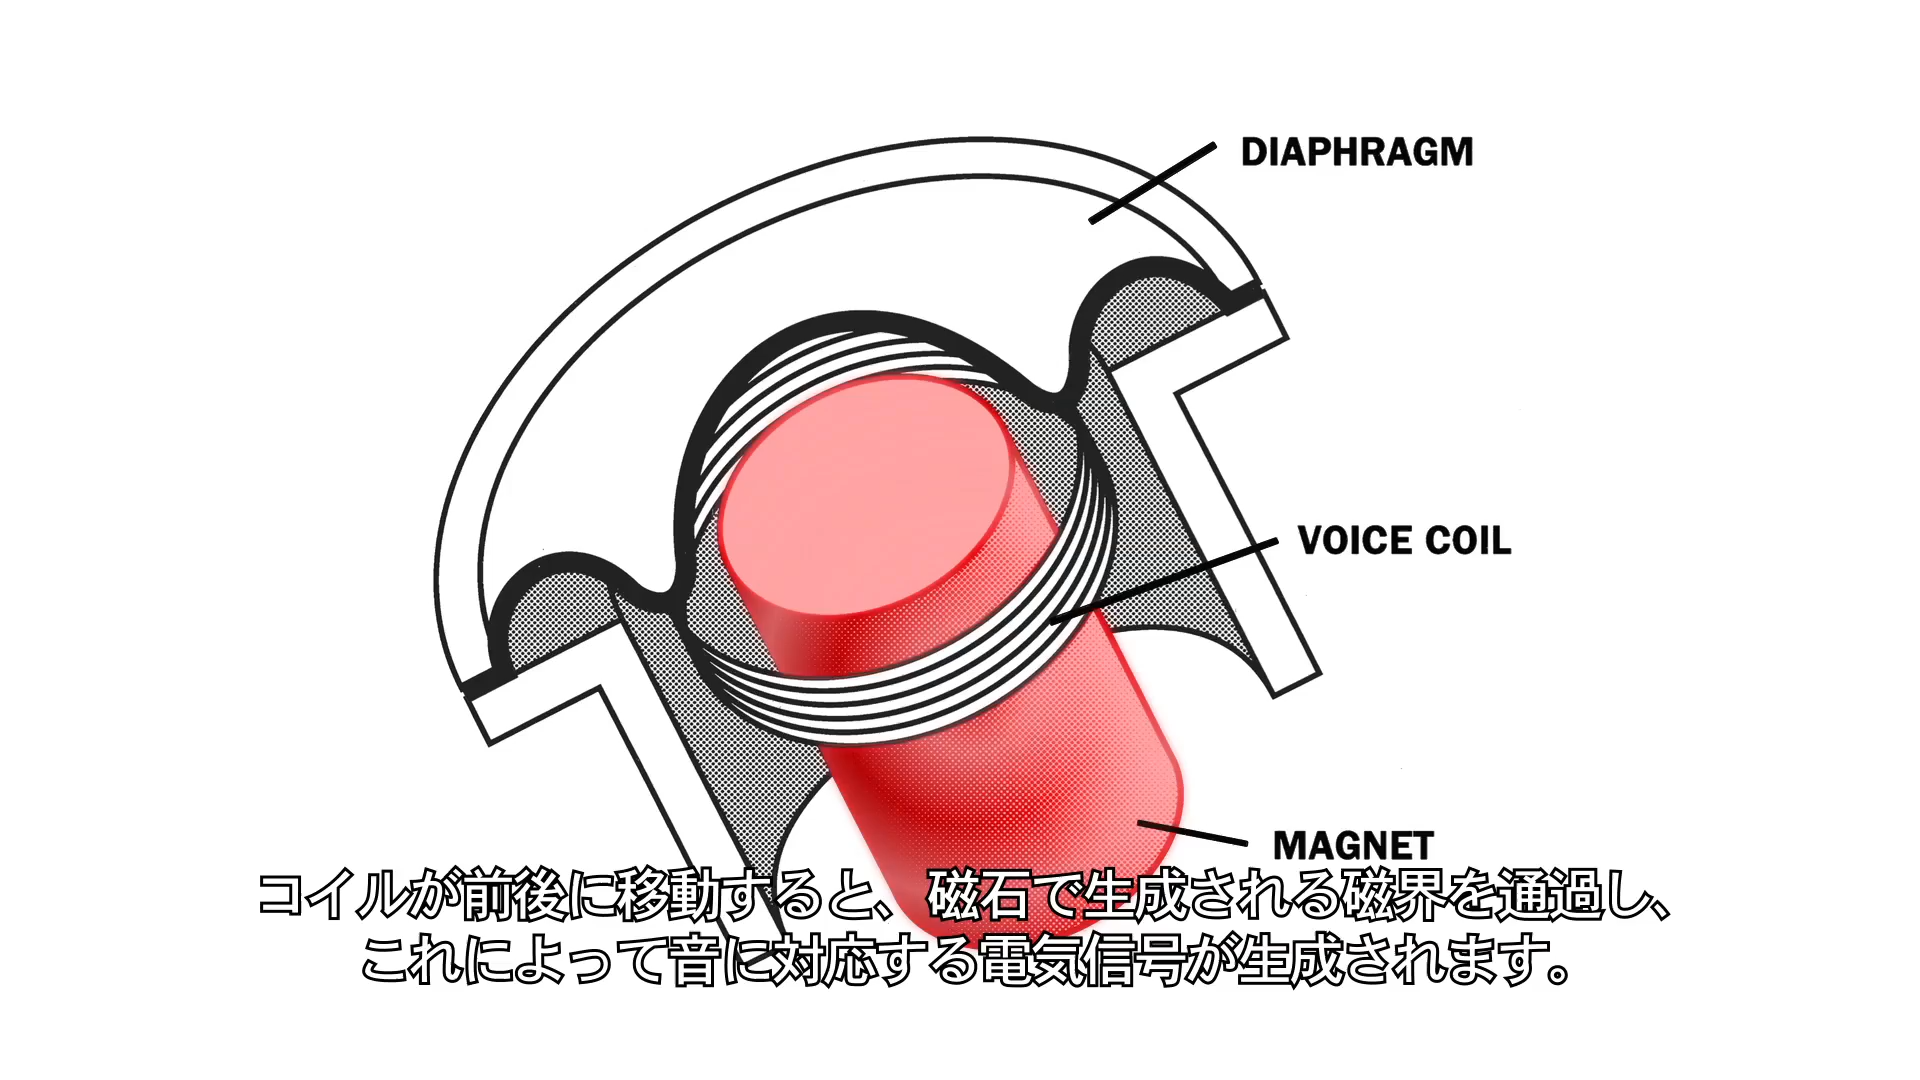 DIAPHRAGM
VOICE COIL
MAGNET
コイルが前後に移動すると、磁石で生成される磁界を通過し、
これによって音に対応する電気信号が生成されます。